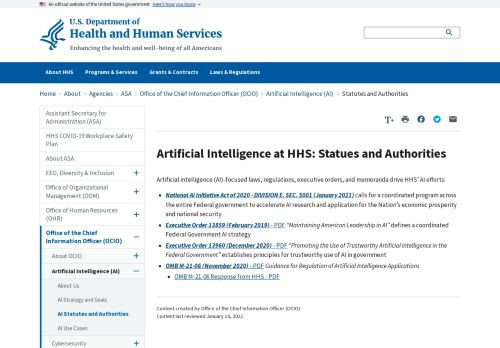 An official website of the United States government Here's how you know
U.S. Department of
Health and Human Services
Enhancing the health and well-being of all Americans
About HHS Programs & Services Grants & Contracts Laws & Regulations
Home About Agencies ASA Office of the Chief Information Officer (OCIO) Artificial Intelligence (AI) Statutes and Authorities
Assistant Secretary for
Administration (ASA)
HHS COVID-19 Workplace Safety
Plan
About ASA
EEO, Diversity & Inclusion
Office of Organizational
Management (OOM)
Office of Human Resources
(OHR)
Office of the Chief
Information Officer (OCIO)
About OCIO
Artificial Intelligence (AI)
About Us
AI Strategy and Goals
AI Statutes and Authorities
AI Use Cases
Cybersecurity
T+
Artificial Intelligence at HHS: Statues and Authorities
Artificial intelligence (AI)-focused laws, regulations, executive orders, and memoranda drive HHS' AI efforts:
National AI Initiative Act of 2020 - DIVISION E, SEC. 5001 (January 2021) calls for a coordinated program across
the entire Federal government to accelerate AI research and application for the Nation's economic prosperity
and national security
Executive Order 13859 (February 2019) - PDF "Maintaining American Leadership in AI" defines a coordinated
Federal Government AI strategy
Executive Order 13960 (December 2020) - PDF "Promoting the Use of Trustworthy Artificial Intelligence in the
Federal Government" establishes principles for trustworthy use of AI in government
OMB M-21-06 (November 2020) - PDF Guidance for Regulation of Artificial Intelligence Applications
OMB M-21-06 Response from HHS - PDF
Content created by Office of the Chief Information Officer (OCIO)
Content last reviewed January 10, 2022